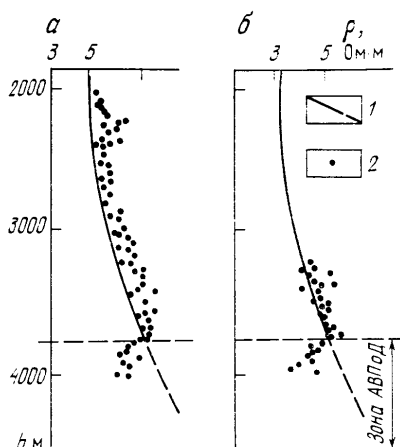 а б ρ,
3 5 3 5 Ом·м
2000
1
2
3000
4000
h, м
Зона АВПоД